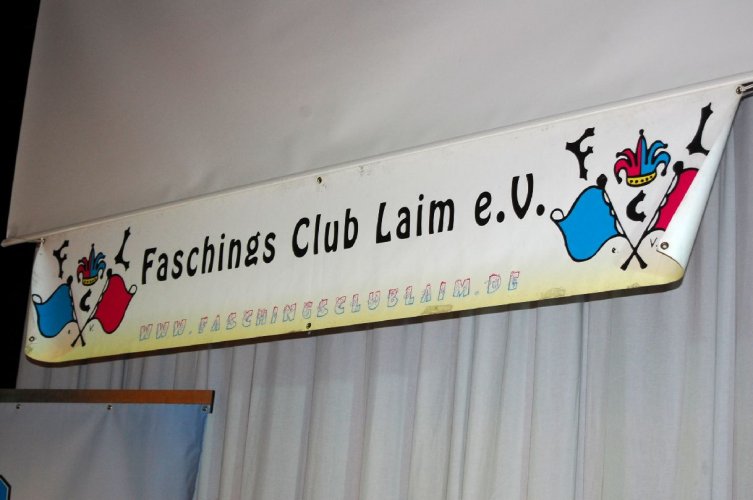 F L
C
e. V.
Faschings Club Laim e.V.
WWW.FASCHINGSCLUBLAIM.DE
F L
C
e. V.